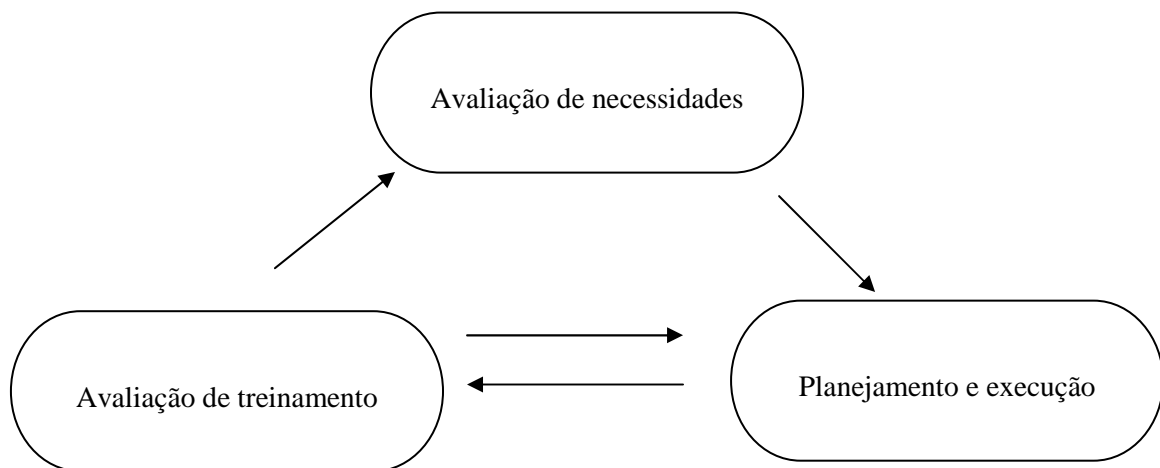 Avaliação de necessidades
Avaliação de treinamento
Planejamento e execução